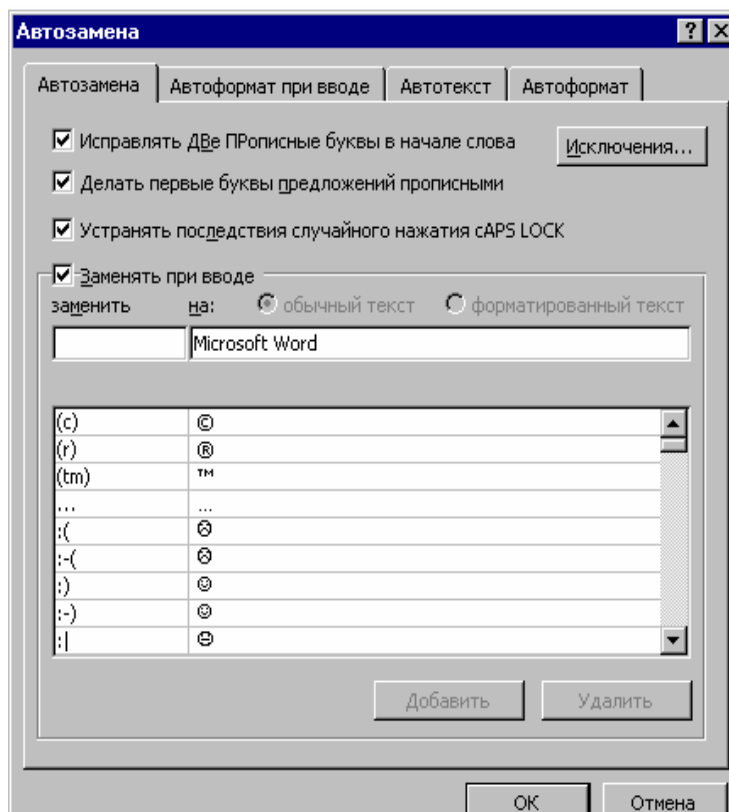 Автозамена
Автозамена Автоформат при вводе Автотекст Автоформат
Исправлять ДВе ПРописные буквы в начале слова Исключения...
Делать первые буквы предложений прописными
Устранять последствия случайного нажатия cAPS LOCK
Заменять при вводе
заменить на: обычный текст форматированный текст
Microsoft Word
(c) ©
(r) ®
(tm) ™
... …
:( ☹
:-( ☹
:) ☺
:-) ☺
:| 😐
Добавить Удалить
ОК Отмена